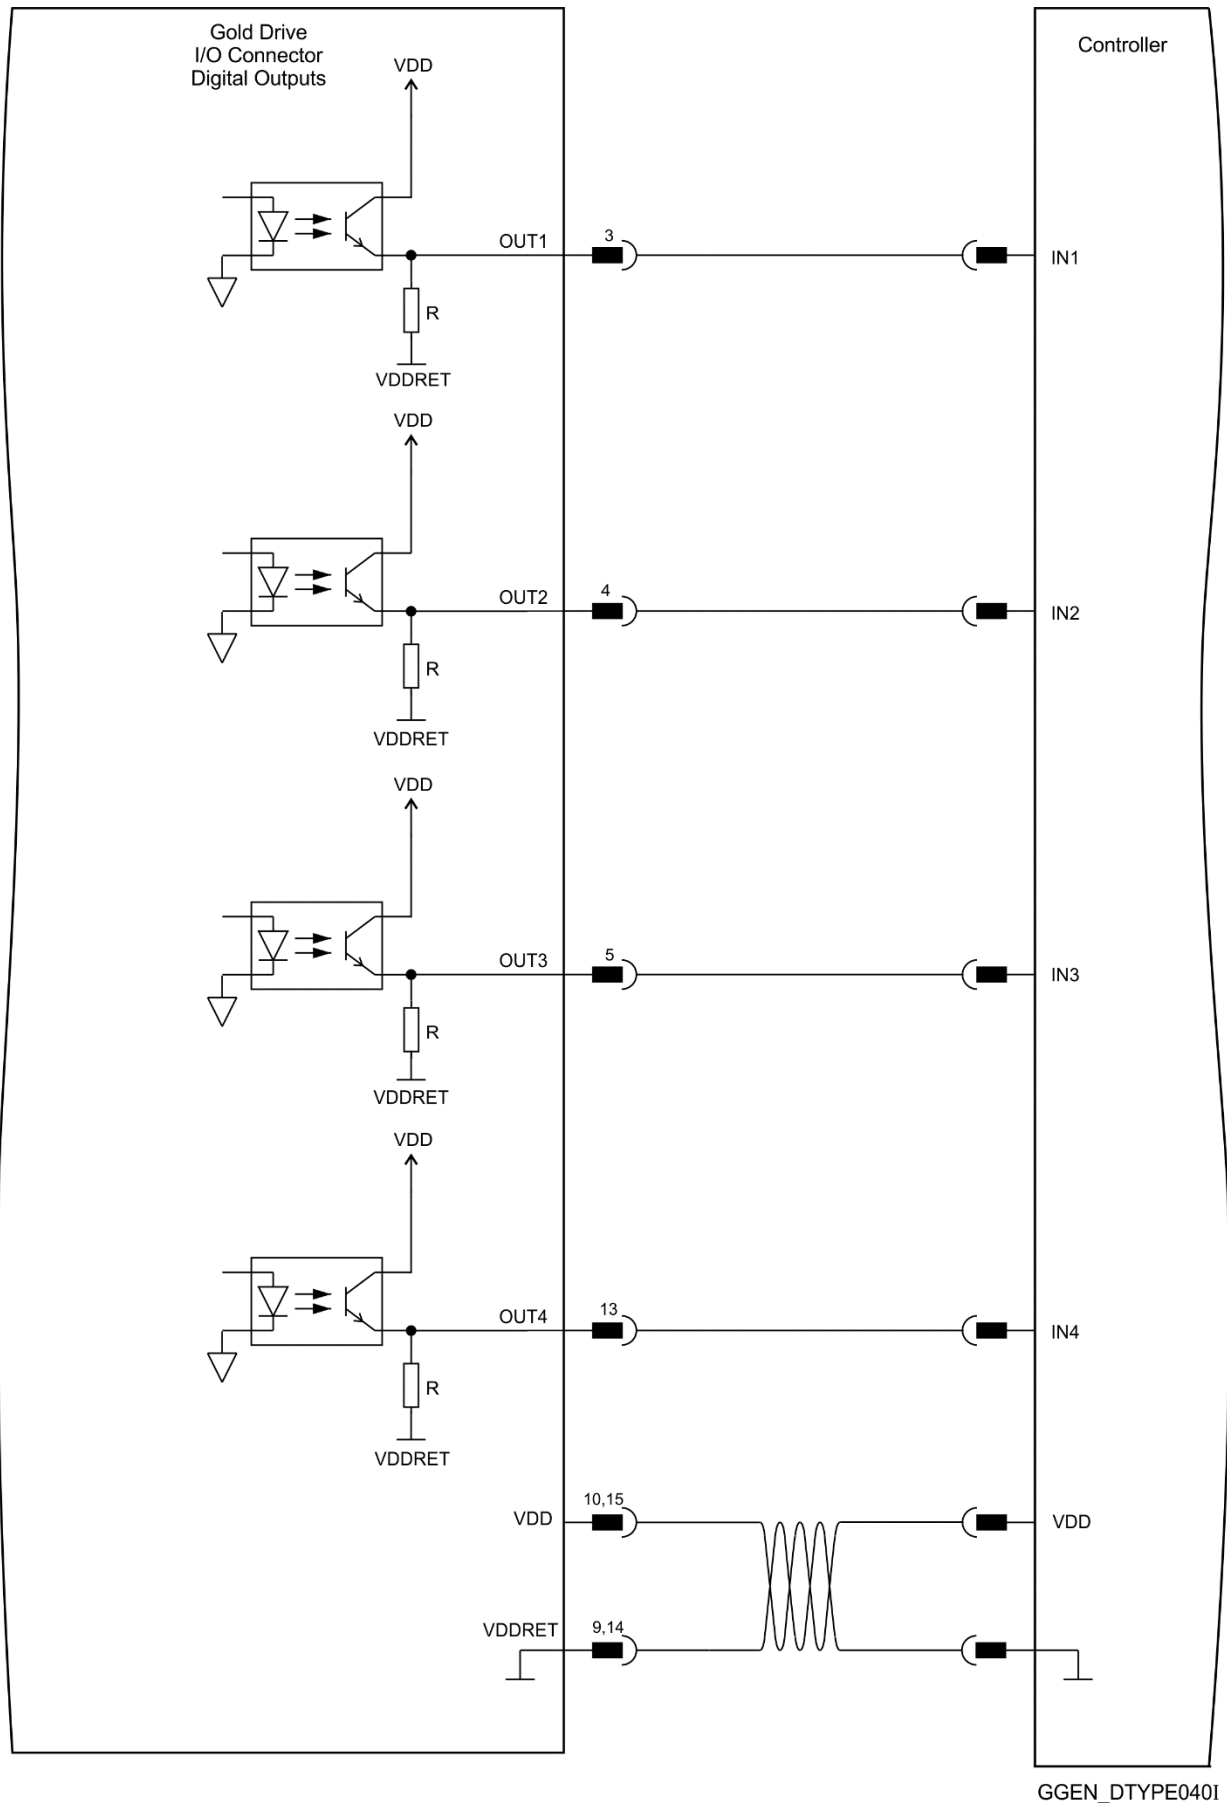 Gold Drive
I/O Connector
Digital Outputs
Controller
VDD
OUT1
3
IN1
R
VDDRET
VDD
OUT2
4
IN2
R
VDDRET
VDD
OUT3
5
IN3
R
VDDRET
VDD
OUT4
13
IN4
R
VDDRET
VDD
10,15
VDD
VDDRET
9,14
GGEN_DTYPE040I